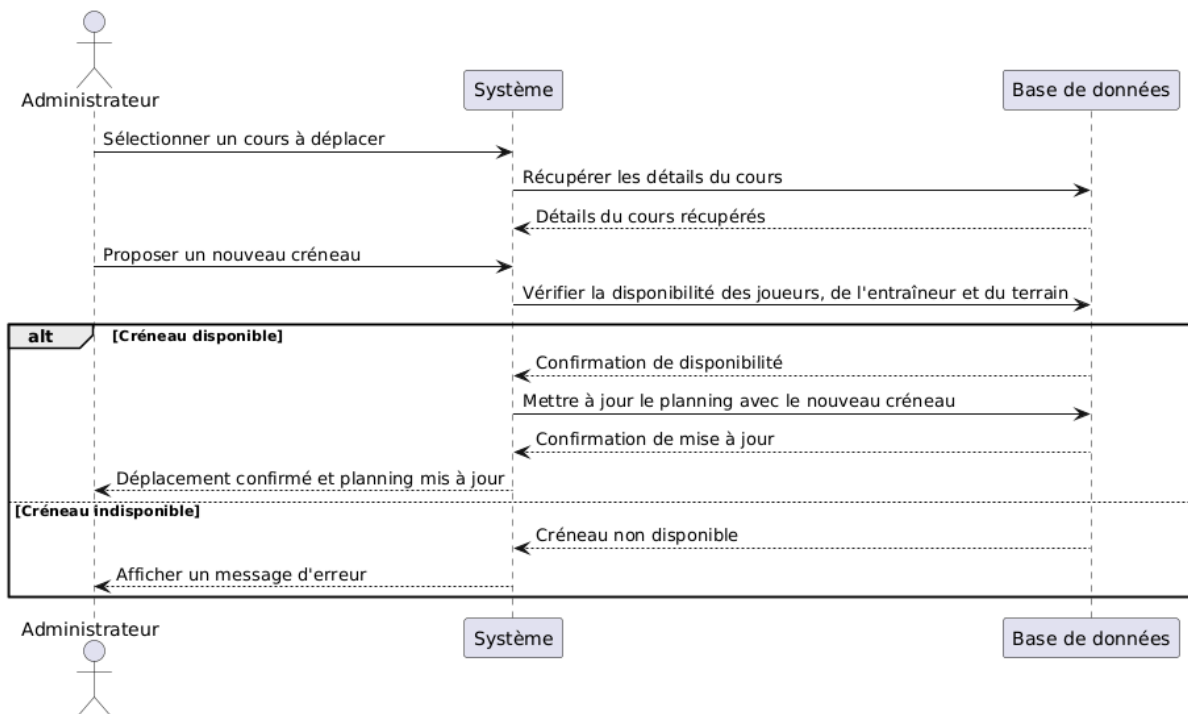 Administrateur
Système
Base de données
Sélectionner un cours à déplacer
Récupérer les détails du cours
Détails du cours récupérés
Proposer un nouveau créneau
Vérifier la disponibilité des joueurs, de l'entraîneur et du terrain
alt [Créneau disponible]
Confirmation de disponibilité
Mettre à jour le planning avec le nouveau créneau
Confirmation de mise à jour
Déplacement confirmé et planning mis à jour
[Créneau indisponible]
Créneau non disponible
Afficher un message d'erreur
Administrateur
Système
Base de données